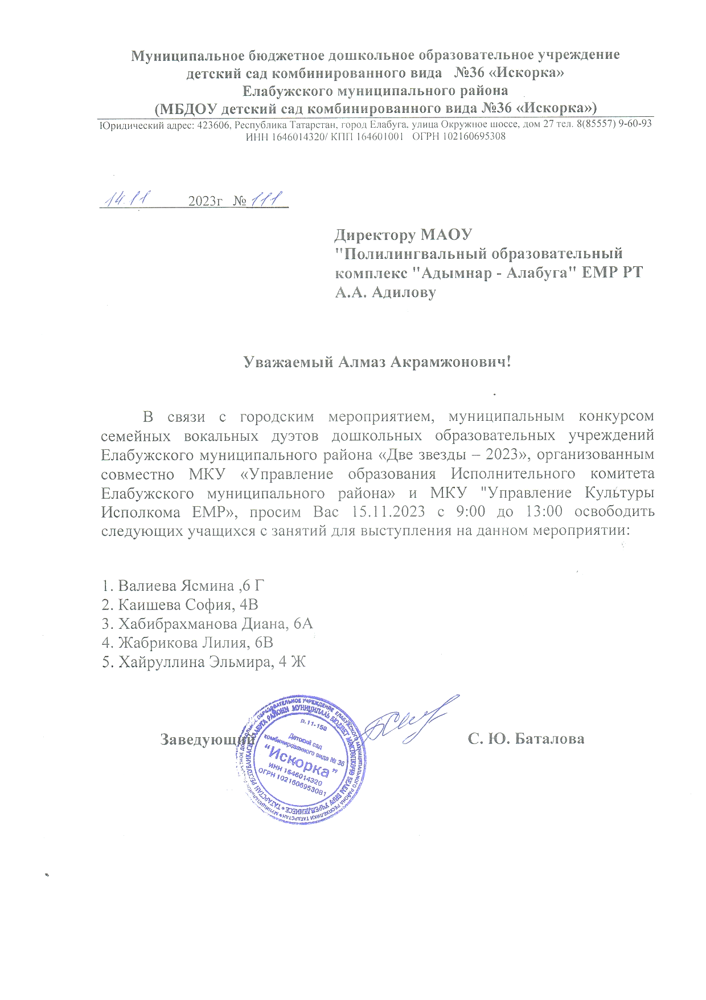 Муниципальное бюджетное дошкольное образовательное учреждение
детский сад комбинированного вида №36 «Искорка»
Елабужского муниципального района
(МБДОУ детский сад комбинированного вида №36 «Искорка»)
Юридический адрес: 423606, Республика Татарстан, город Елабуга, улица Окружное шоссе, дом 27 тел. 8(85557) 9-60-93
ИНН 1646014320/ КПП 164601001 ОГРН 102160695308
14.11 2023г № 111
Директору МАОУ
"Полилингвальный образовательный
комплекс "Адымнар - Алабуга" ЕМР РТ
А.А. Адилову
Уважаемый Алмаз Акрамжонович!
В связи с городским мероприятием, муниципальным конкурсом
семейных вокальных дуэтов дошкольных образовательных учреждений
Елабужского муниципального района «Две звезды – 2023», организованным
совместно МКУ «Управление образования Исполнительного комитета
Елабужского муниципального района» и МКУ "Управление Культуры
Исполкома ЕМР», просим Вас 15.11.2023 с 9:00 до 13:00 освободить
следующих учащихся с занятий для выступления на данном мероприятии:
1. Валиева Ясмина ,6 Г
2. Каишева София, 4В
3. Хабибрахманова Диана, 6А
4. Жабрикова Лилия, 6В
5. Хайруллина Эльмира, 4 Ж
Заведующий С. Ю. Баталова
р.11-15а
Детский сад
комбинированного вида № 36
"Искорка"
ИНН 1646014320
ОГРН 1021606953081